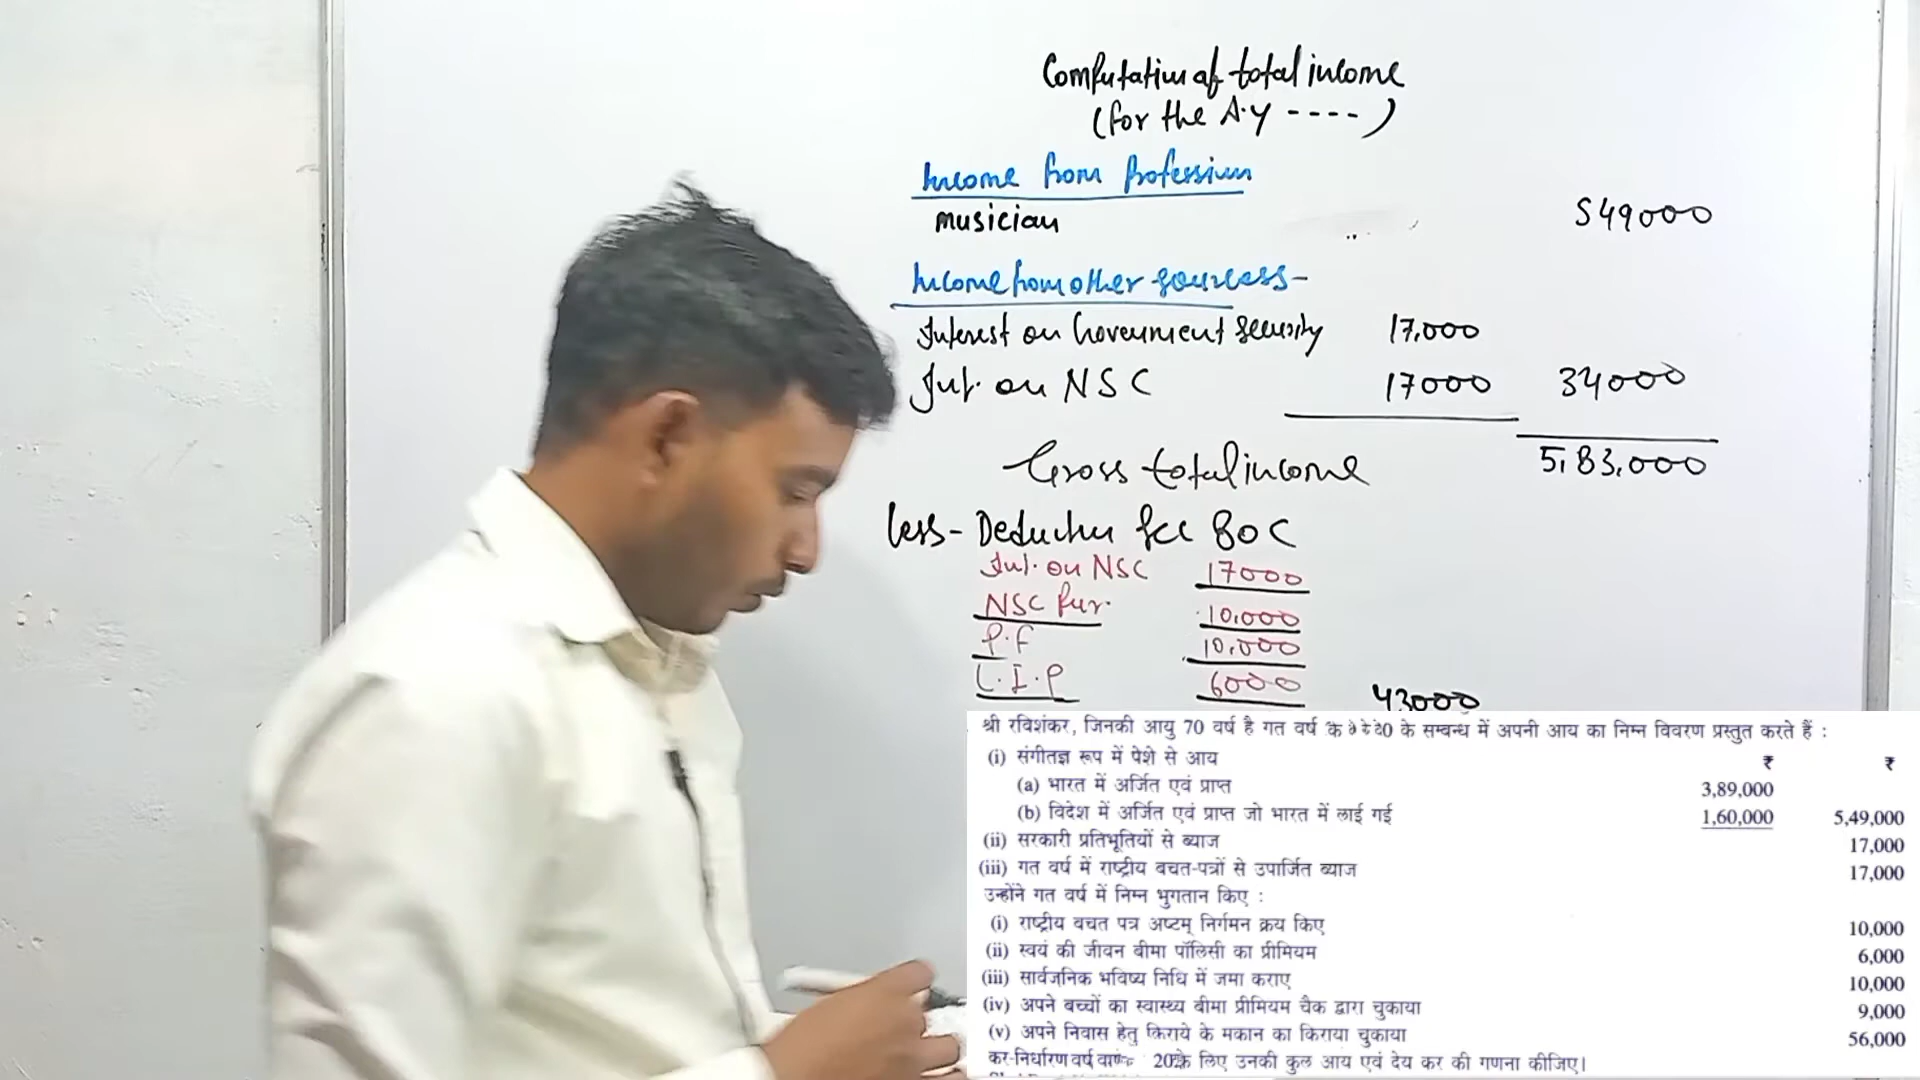 Computation of total income
(for the A.Y ----)
Income from Profession
musician 549000
Income from other sources-
Interest on Government security 17,000
Int. on NSC 17000 34000
Gross total income 5,83,000
Less- Deduction 80C
Int. on NSC 17000
NSC Pur. 10,000
P.F 10,000
L.I.P 6000 43000
श्री रविशंकर, जिनकी आयु 70 वर्ष है गत वर्ष के सम्बन्ध में अपनी आय का निम्न विवरण प्रस्तुत करते हैं :
(i) संगीतज्ञ रूप में पेशे से आय ₹ ₹
(a) भारत में अर्जित एवं प्राप्त 3,89,000
(b) विदेश में अर्जित एवं प्राप्त जो भारत में लाई गई 1,60,000 5,49,000
(ii) सरकारी प्रतिभूतियों से ब्याज 17,000
(iii) गत वर्ष में राष्ट्रीय बचत-पत्रों से उपार्जित ब्याज 17,000
उन्होंने गत वर्ष में निम्न भुगतान किए :
(i) राष्ट्रीय बचत पत्र अष्टम् निर्गमन क्रय किए 10,000
(ii) स्वयं की जीवन बीमा पॉलिसी का प्रीमियम 6,000
(iii) सार्वजनिक भविष्य निधि में जमा कराए 10,000
(iv) अपने बच्चों का स्वास्थ्य बीमा प्रीमियम चैक द्वारा चुकाया 9,000
(v) अपने निवास हेतु किराये के मकान का किराया चुकाया 56,000
कर-निर्धारण वर्ष के लिए उनकी कुल आय एवं देय कर की गणना कीजिए।